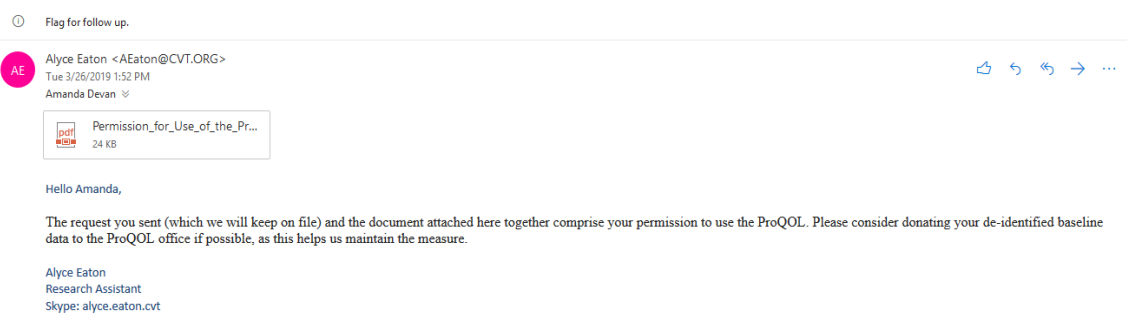 Flag for follow up.
Alyce Eaton <AEaton@CVT.ORG>
AE
Tue 3/26/2019 1:52 PM
Amanda Devan
pdf
Permission_for_Use_of_the_Pr...
24 KB
Hello Amanda,
The request you sent (which we will keep on file) and the document attached here together comprise your permission to use the ProQOL. Please consider donating your de-identified baseline
data to the ProQOL office if possible, as this helps us maintain the measure.
Alyce Eaton
Research Assistant
Skype: alyce.eaton.cvt